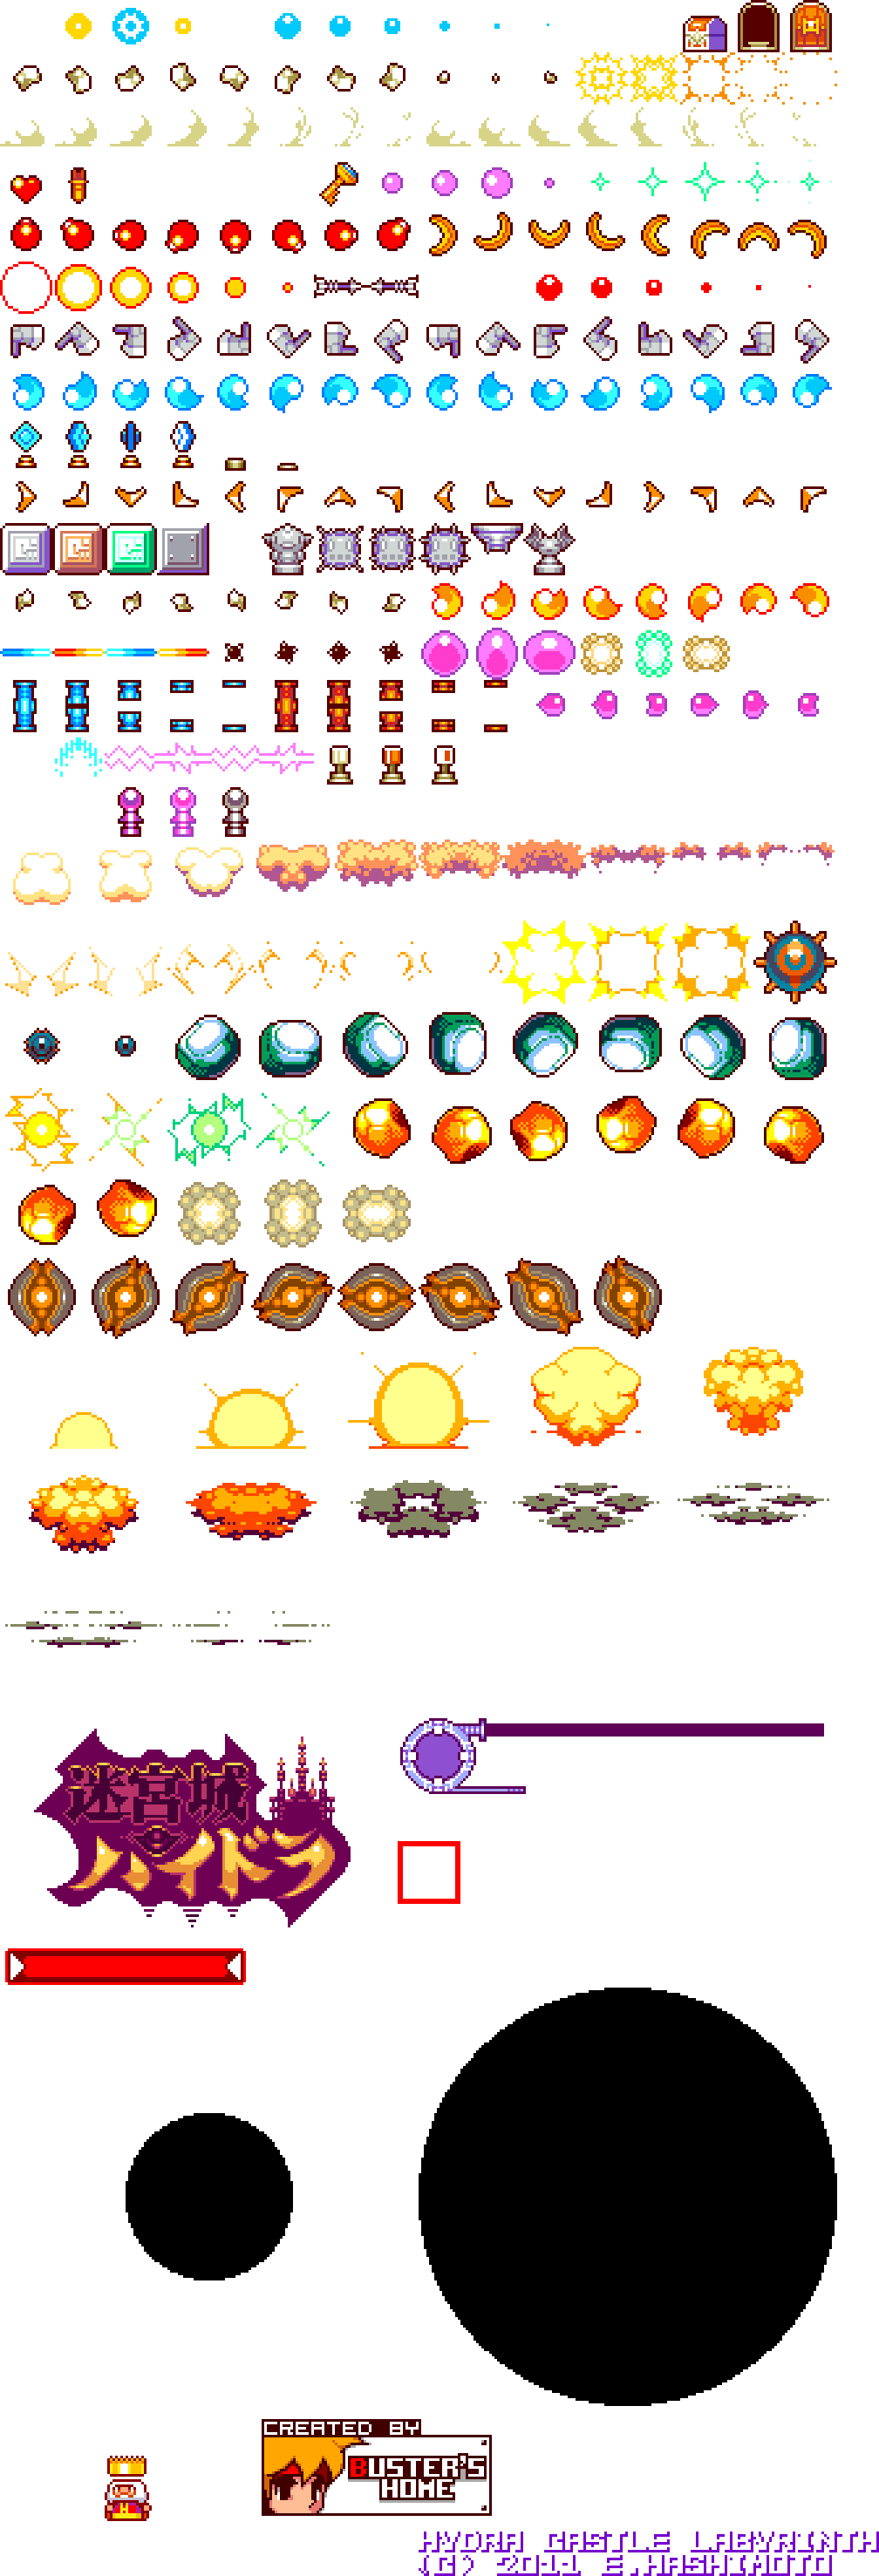 迷宮城
ハイドラ
CREATED BY
BUSTER'S
HOME
HYDRA CASTLE LABYRINTH
(C) 2011 E.HASHIMOTO